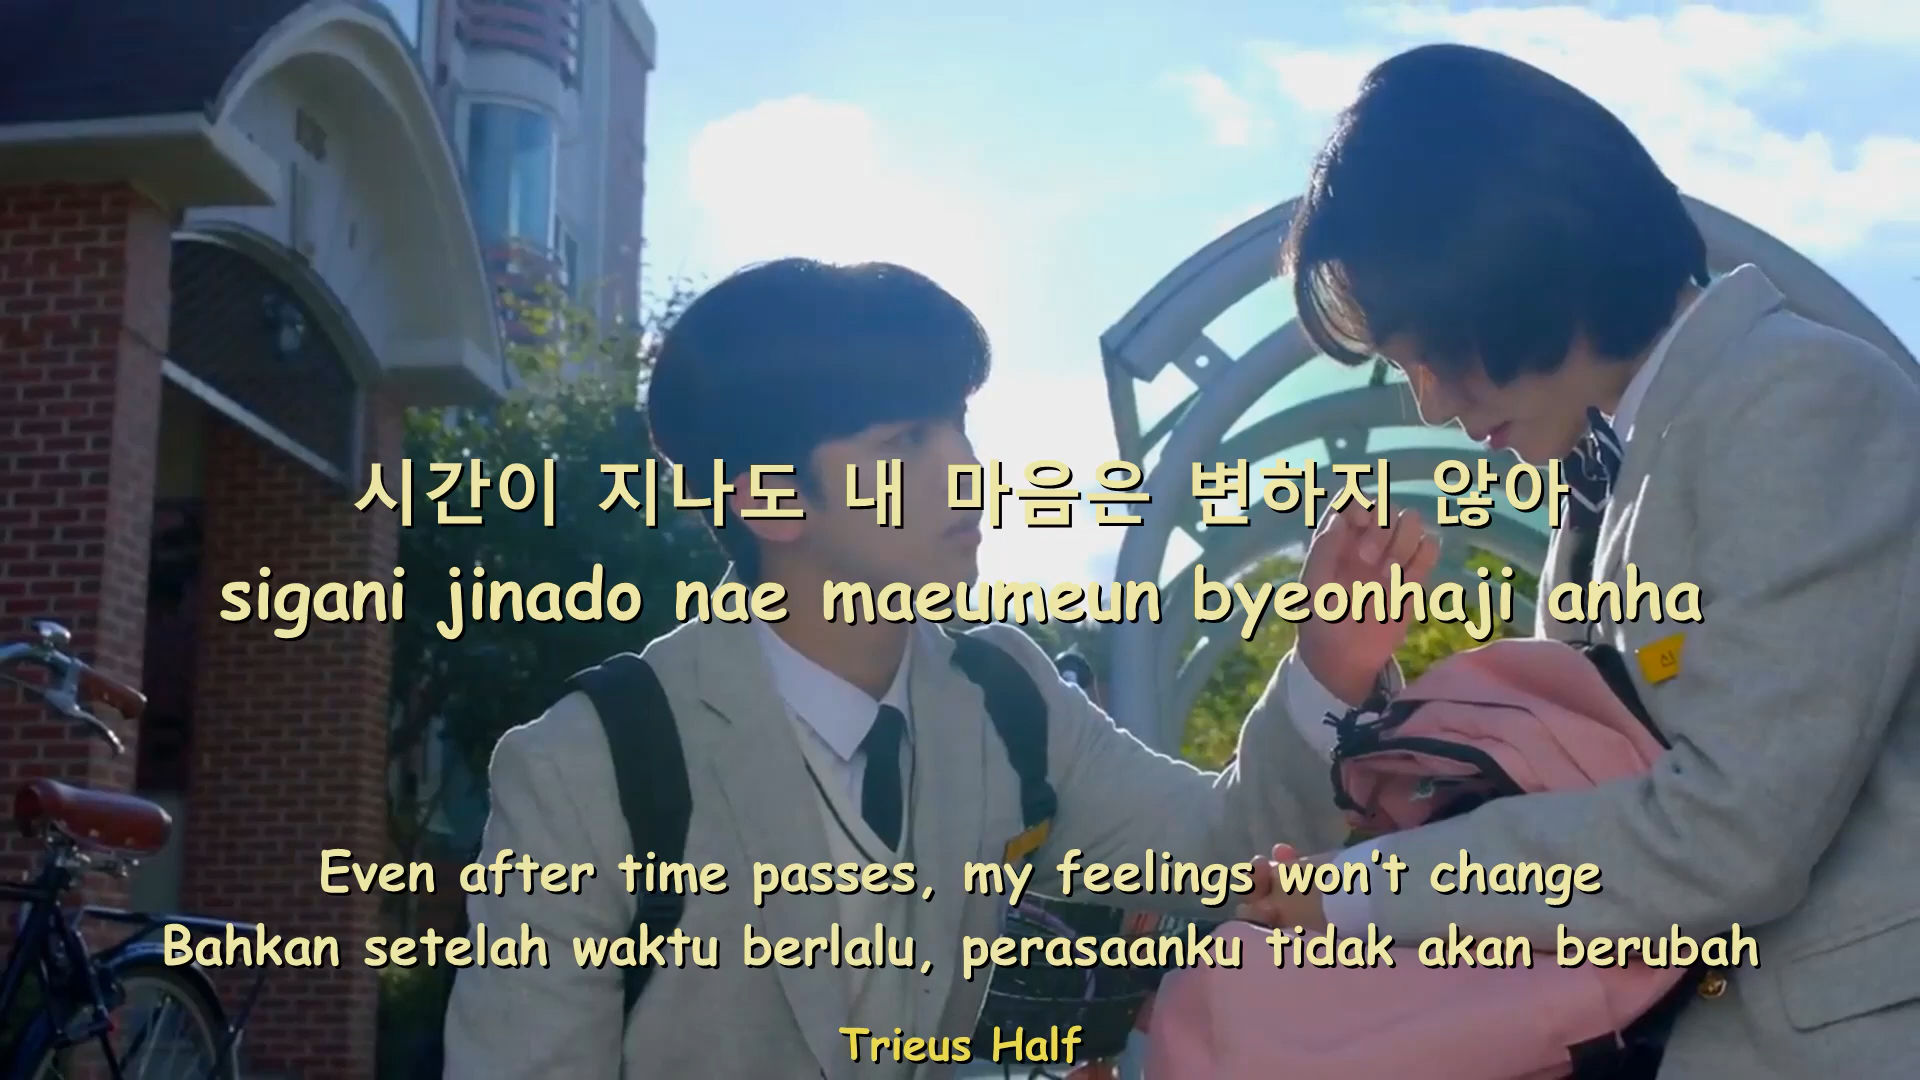 시간이 지나도 내 마음은 변하지 않아
sigani jinado nae maeumeun byeonhaji anha
Even after time passes, my feelings won't change
Bahkan setelah waktu berlalu, perasaanku tidak akan berubah
Trieus Half